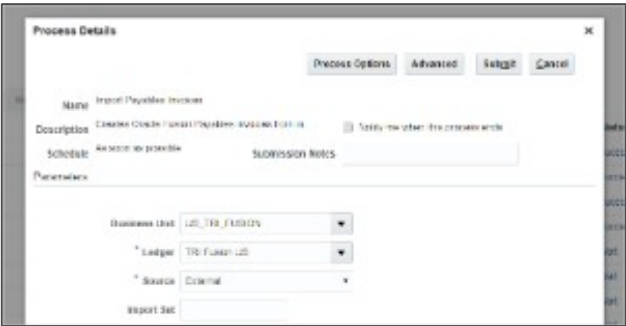 Process Details
Process Options Advanced Submit Cancel
Name Import Payables Invoices
Description Creates Oracle Fusion Payables invoices from in
Notify me when this process ends
Schedule As soon as possible Submission Notes
Parameters
Business Unit US_TRI_FUSION
* Ledger TRI Fusion US
* Source External
Import Set